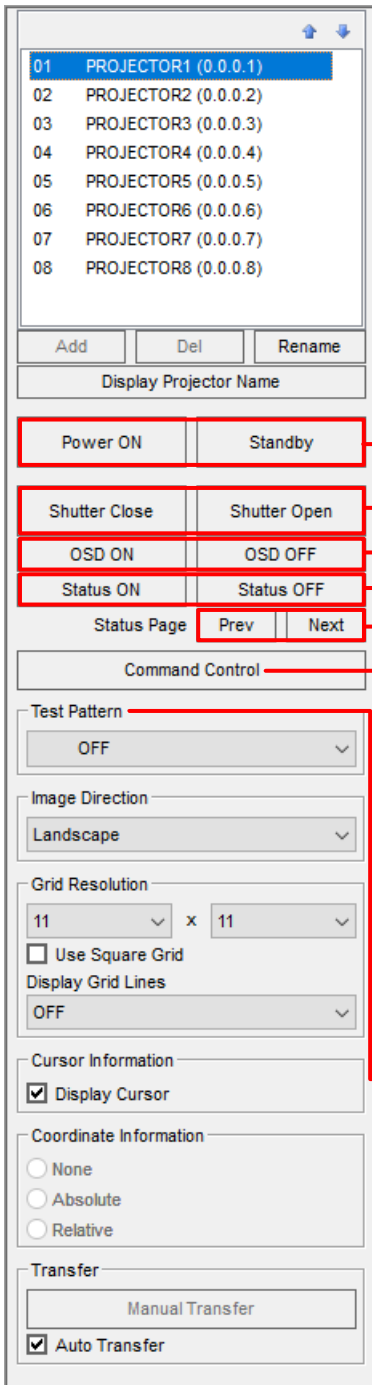 01 PROJECTOR1 (0.0.0.1)
02 PROJECTOR2 (0.0.0.2)
03 PROJECTOR3 (0.0.0.3)
04 PROJECTOR4 (0.0.0.4)
05 PROJECTOR5 (0.0.0.5)
06 PROJECTOR6 (0.0.0.6)
07 PROJECTOR7 (0.0.0.7)
08 PROJECTOR8 (0.0.0.8)
Add Del Rename
Display Projector Name
Power ON Standby
Shutter Close Shutter Open
OSD ON OSD OFF
Status ON Status OFF
Status Page Prev Next
Command Control
Test Pattern
OFF
Image Direction
Landscape
Grid Resolution
11 x 11
Use Square Grid
Display Grid Lines
OFF
Cursor Information
Display Cursor
Coordinate Information
None
Absolute
Relative
Transfer
Manual Transfer
Auto Transfer